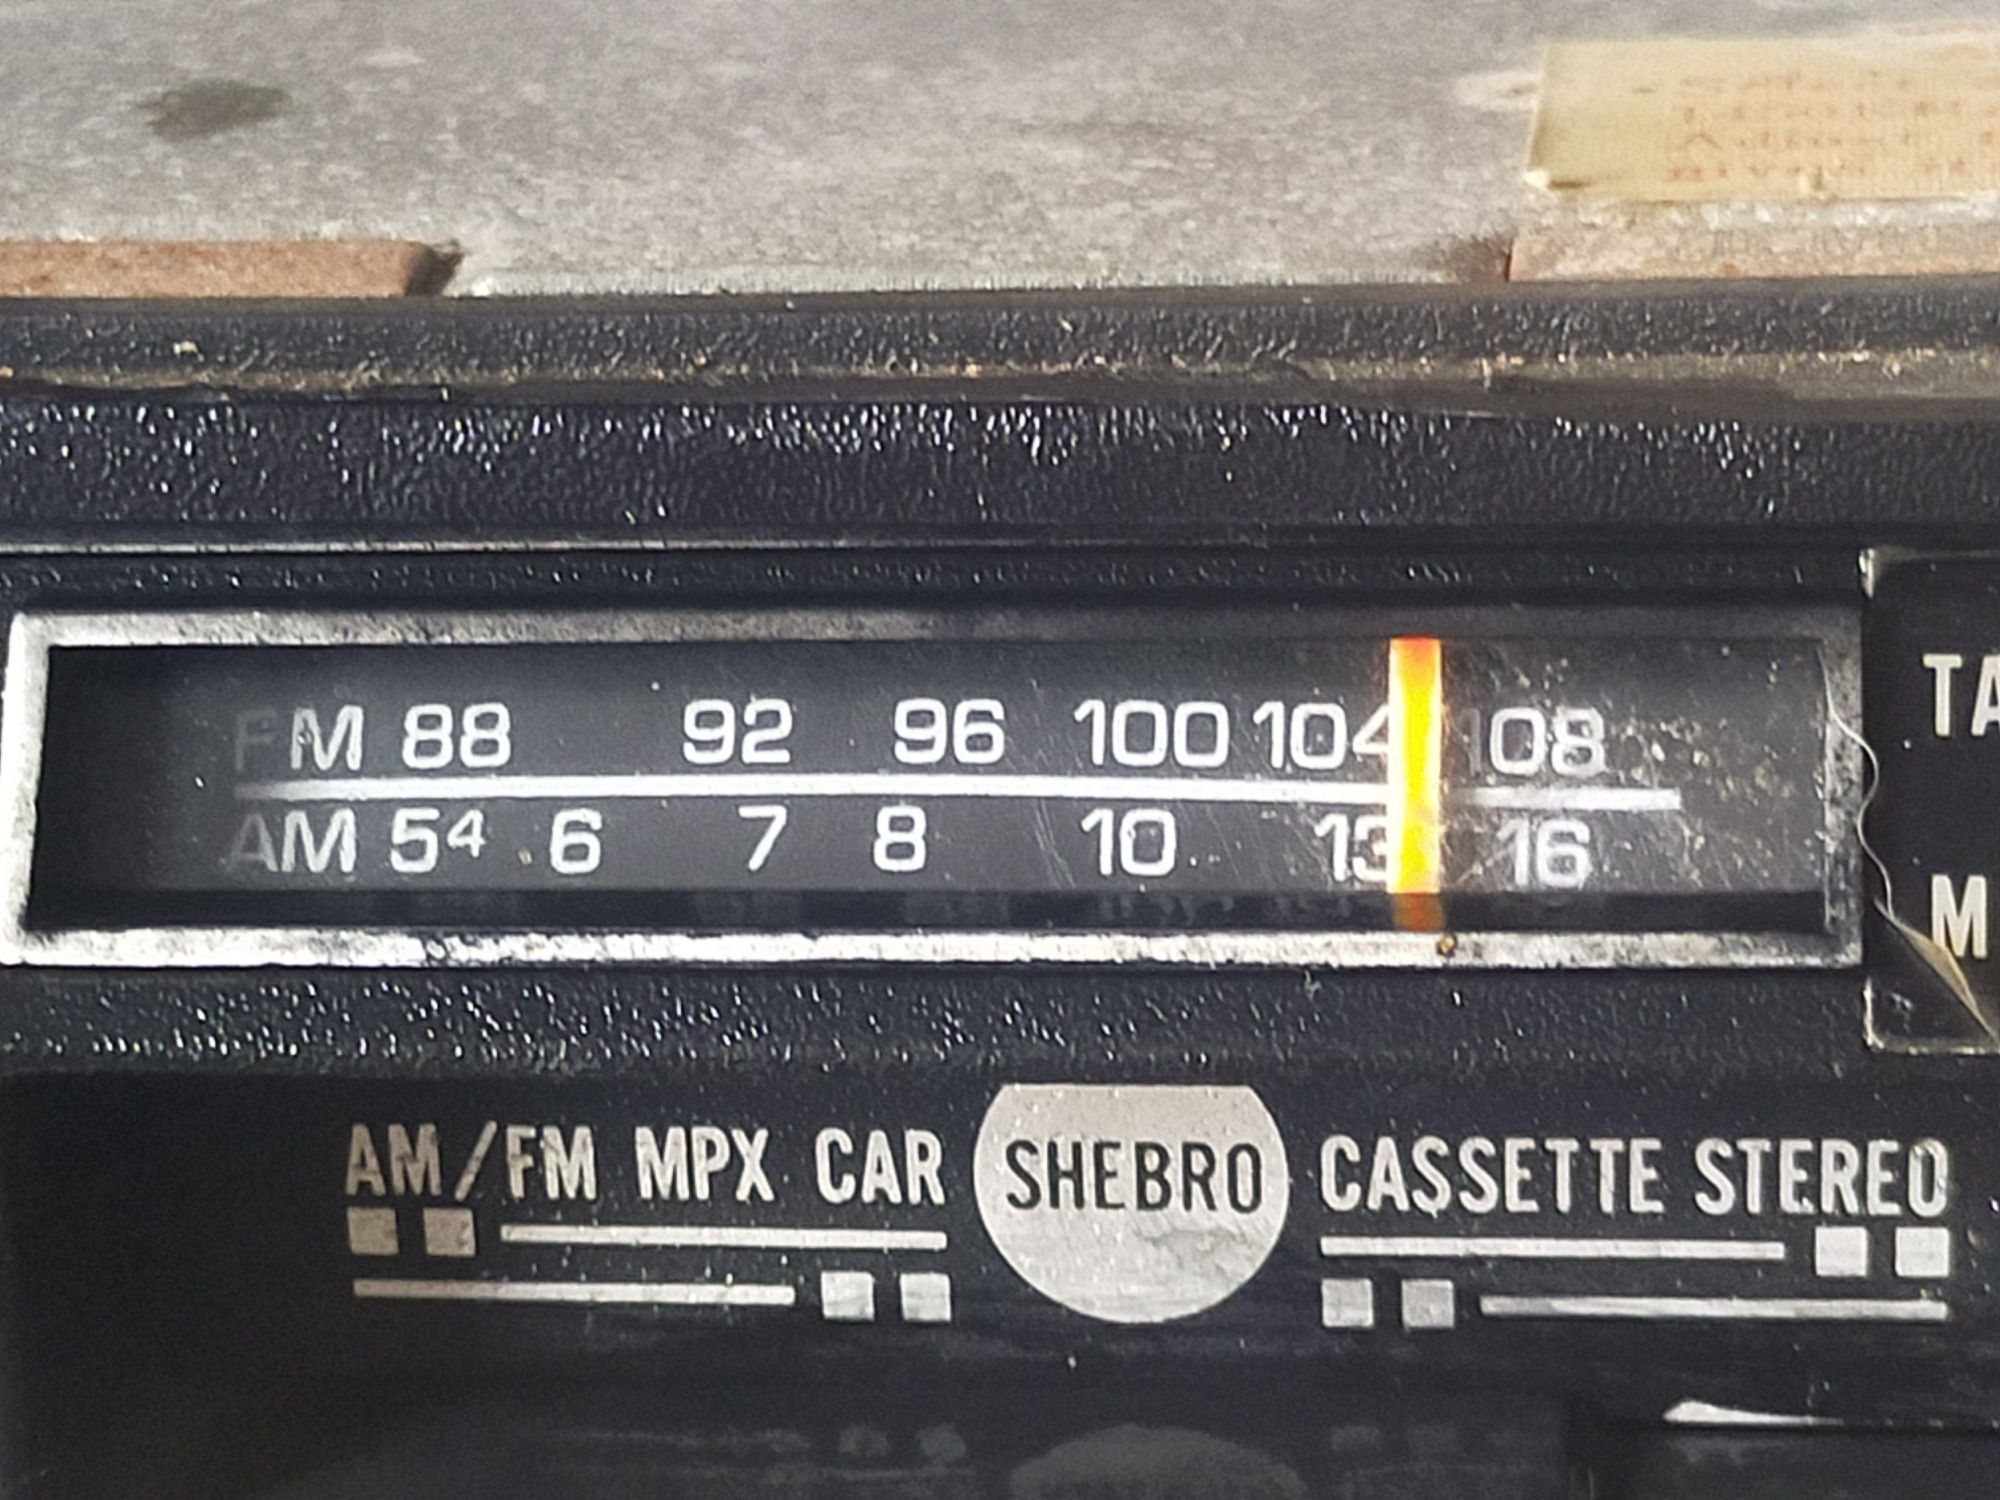 FM 88 92 96 100 104 108
AM 54 6 7 8 10 13 16
TA
M
AM/FM MPX CAR SHEBRO CASSETTE STEREO